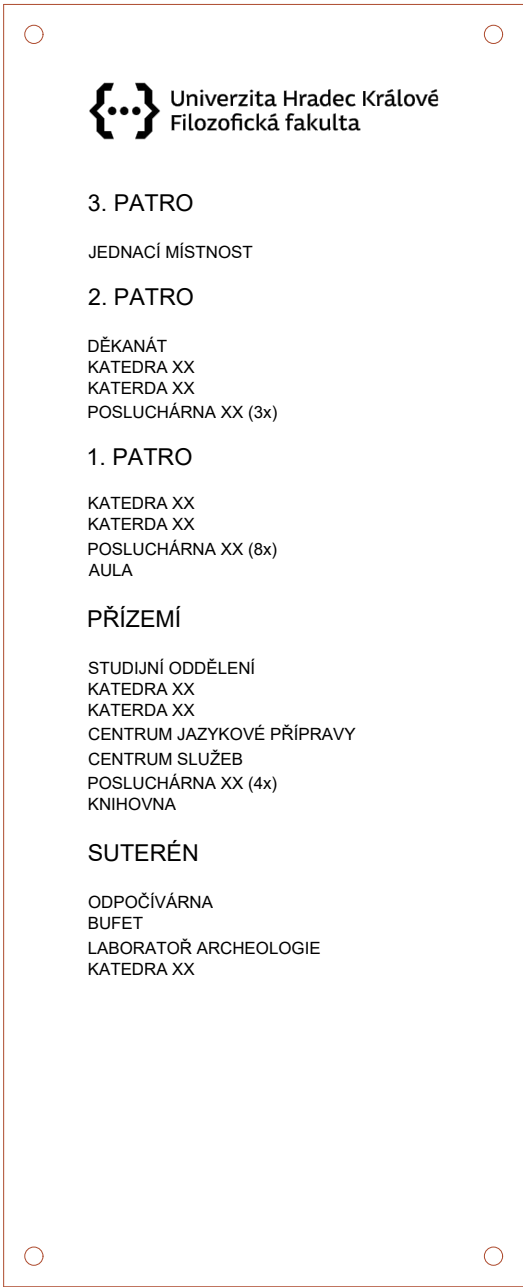 Univerzita Hradec Králové
Filozofická fakulta
3. PATRO
JEDNACÍ MÍSTNOST
2. PATRO
DĚKANÁT
KATEDRA XX
KATERDA XX
POSLUCHÁRNA XX (3x)
1. PATRO
KATEDRA XX
KATERDA XX
POSLUCHÁRNA XX (8x)
AULA
PŘÍZEMÍ
STUDIJNÍ ODDĚLENÍ
KATEDRA XX
KATERDA XX
CENTRUM JAZYKOVÉ PŘÍPRAVY
CENTRUM SLUŽEB
POSLUCHÁRNA XX (4x)
KNIHOVNA
SUTERÉN
ODPOČÍVÁRNA
BUFET
LABORATOŘ ARCHEOLOGIE
KATEDRA XX